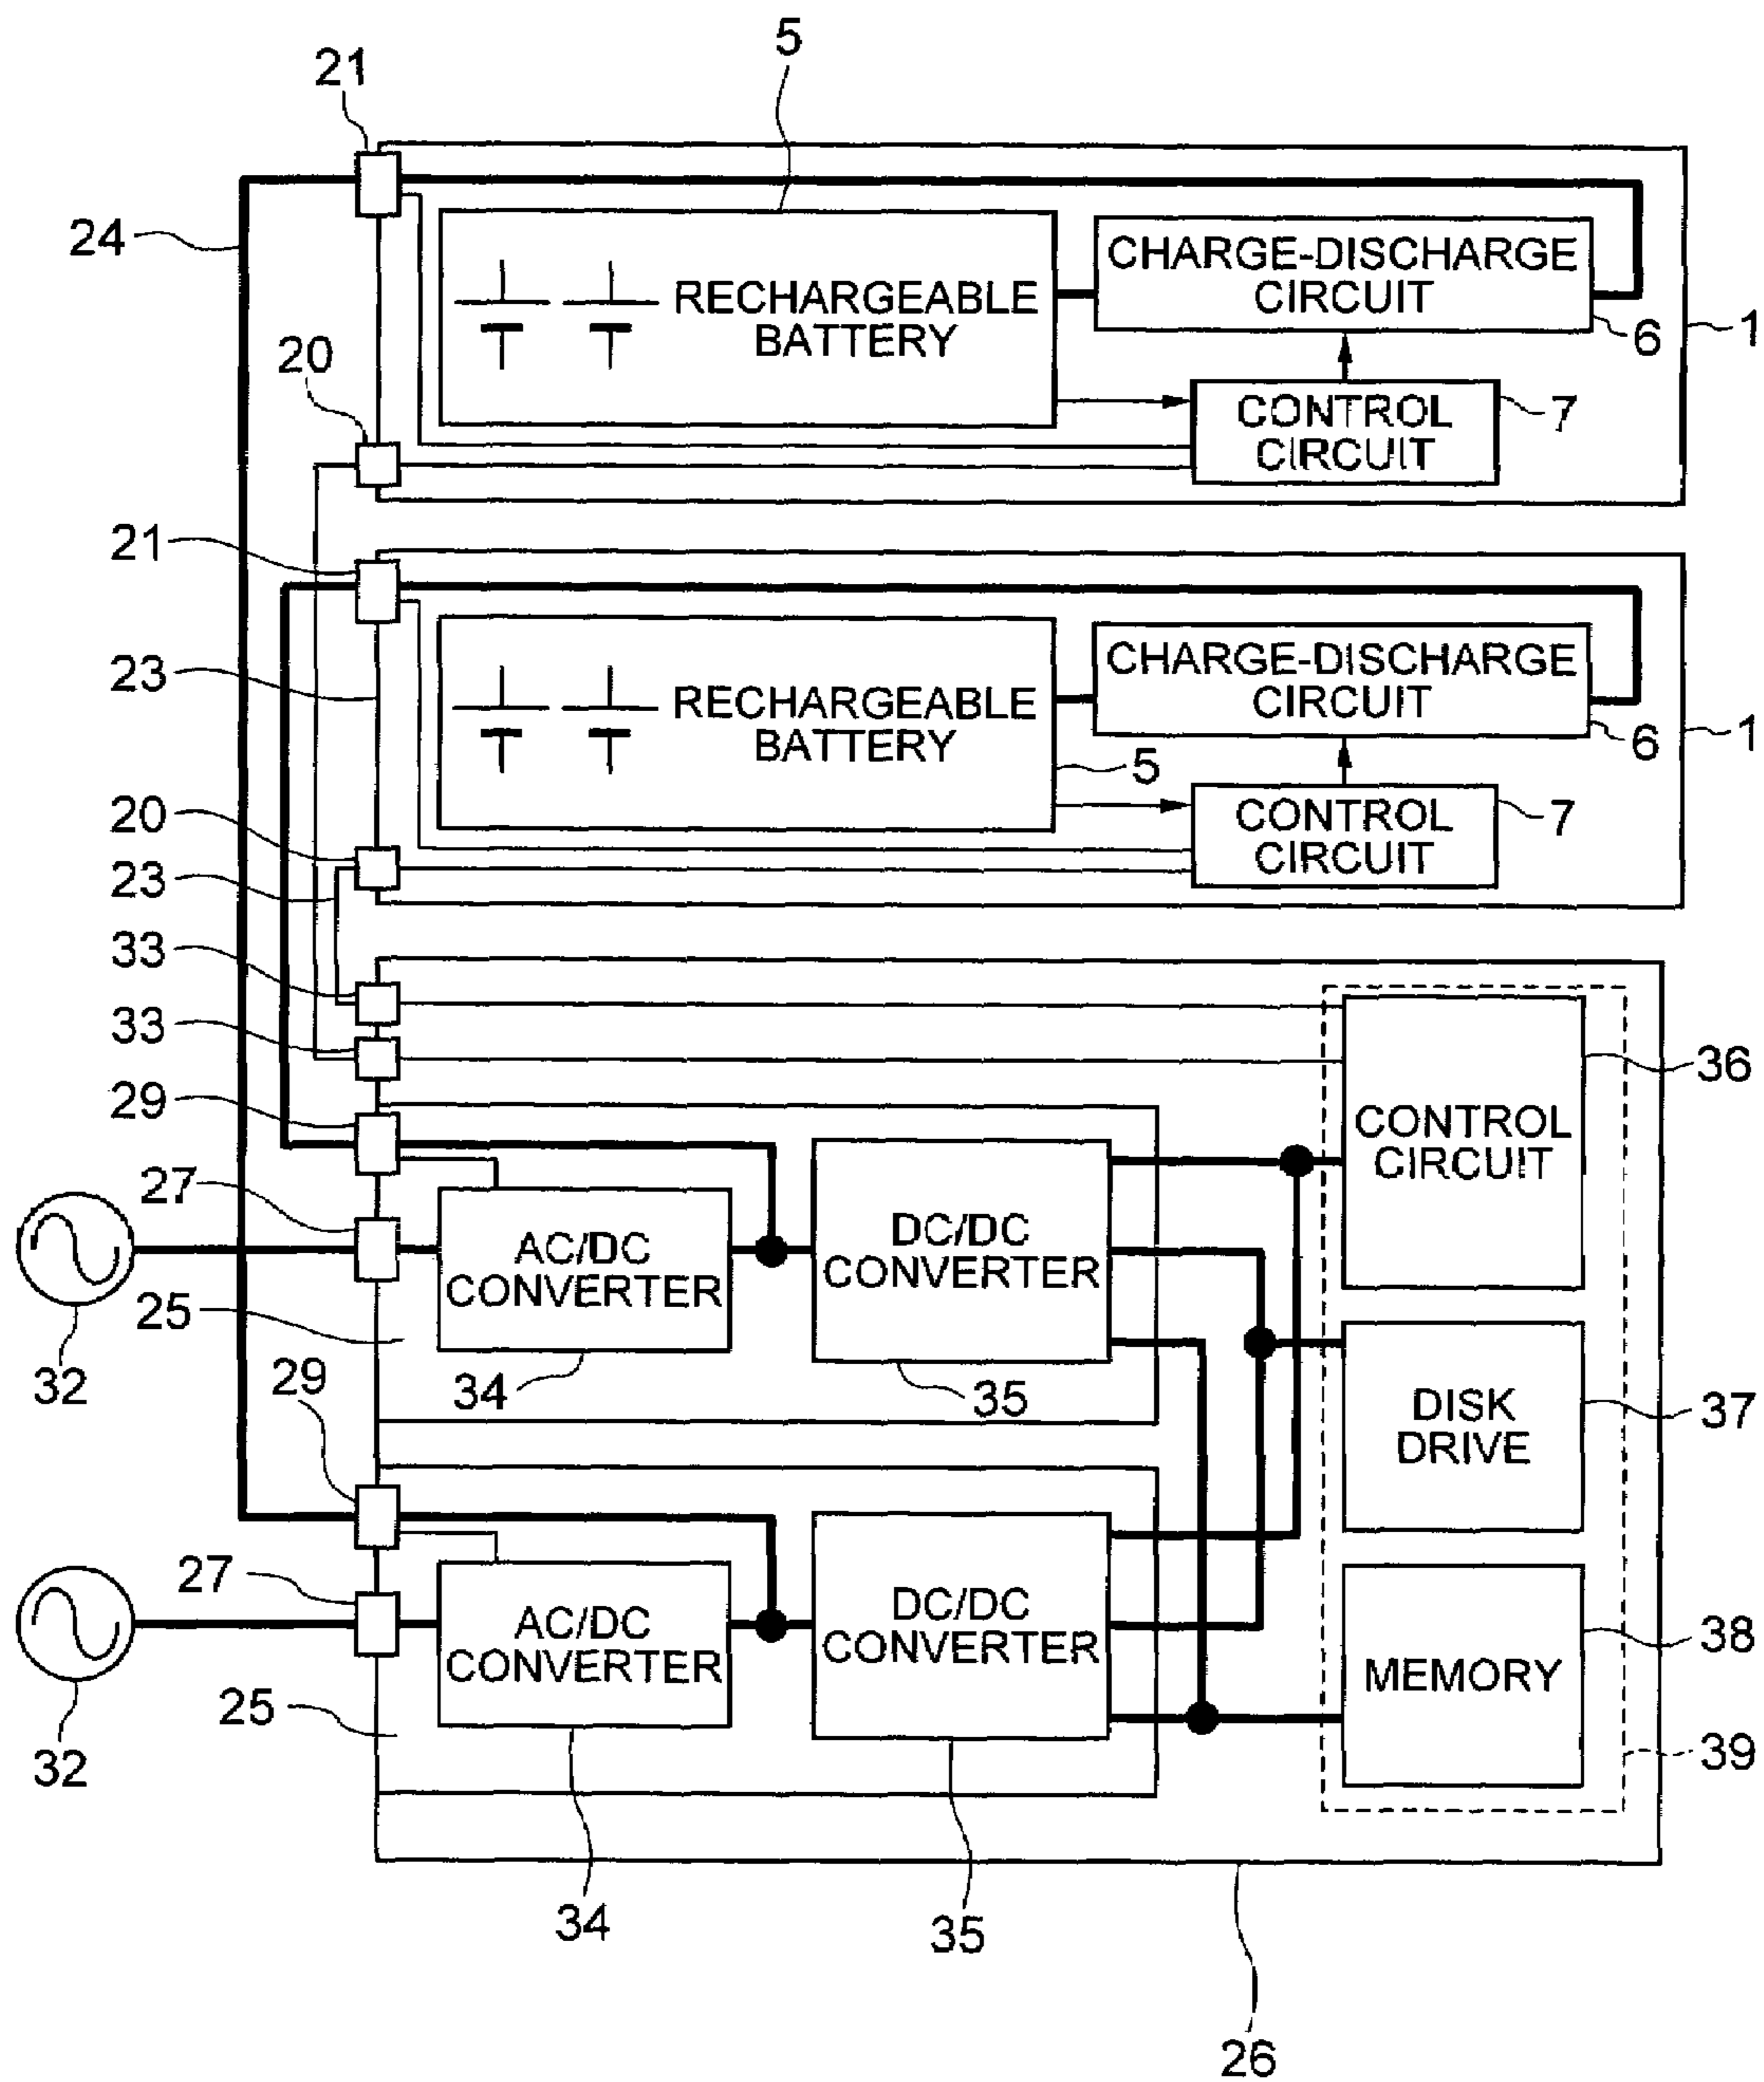 5
21
24
CHARGE-DISCHARGE
CIRCUIT
RECHARGEABLE
BATTERY
6
1
20
CONTROL
CIRCUIT
7
21
23
CHARGE-DISCHARGE
CIRCUIT
RECHARGEABLE
BATTERY
6
1
5
20
CONTROL
CIRCUIT
7
23
33
33
36
29
CONTROL
CIRCUIT
27
AC/DC
CONVERTER
DC/DC
CONVERTER
25
32
34
35
29
DISK
DRIVE
37
27
AC/DC
CONVERTER
DC/DC
CONVERTER
MEMORY
38
25
32
39
34
35
26